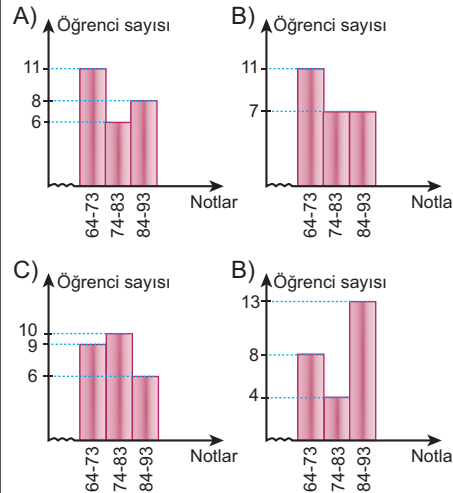 A) Öğrenci sayısı
11
8
6
64-73
74-83
84-93
Notlar
B) Öğrenci sayısı
11
7
64-73
74-83
84-93
Notla
C) Öğrenci sayısı
10
9
6
64-73
74-83
84-93
Notlar
B) Öğrenci sayısı
13
8
4
64-73
74-83
84-93
Notla